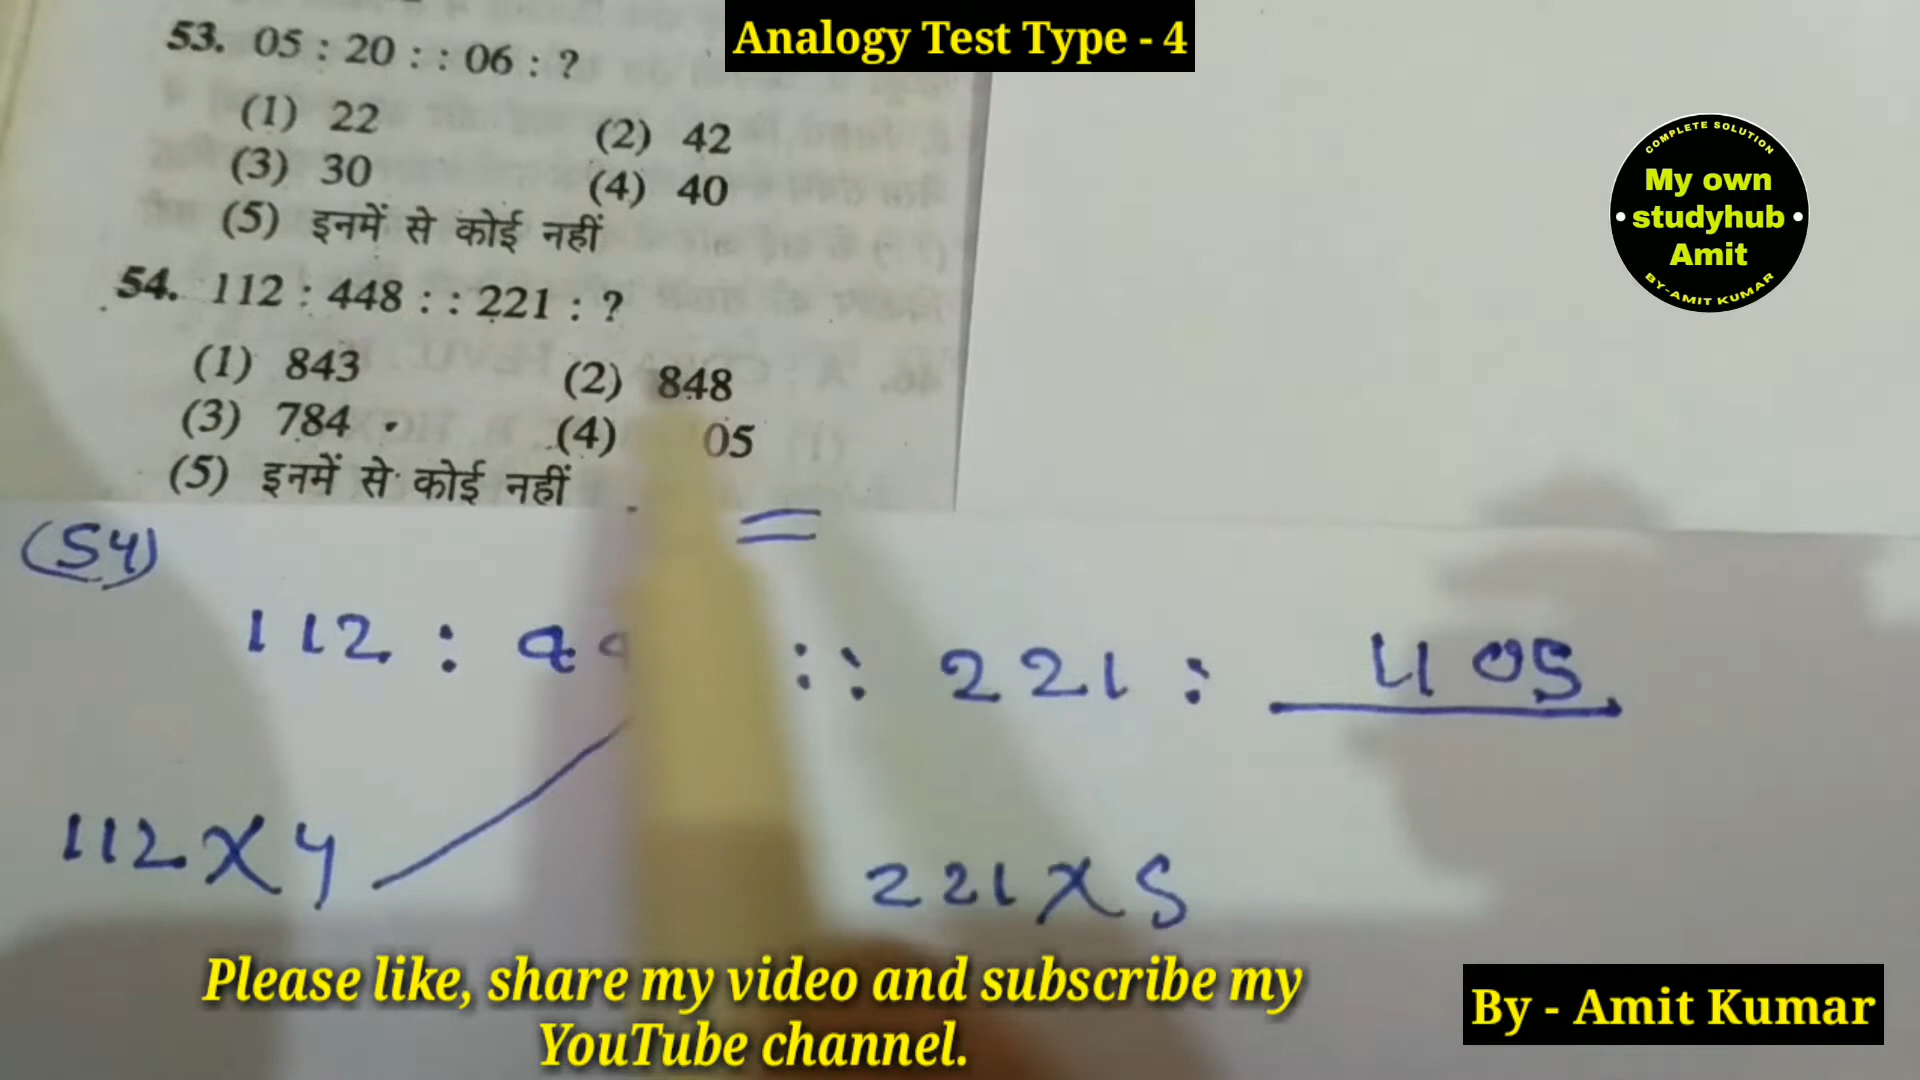 Analogy Test Type - 4
53. 05 : 20 : : 06 : ?
(1) 22 (2) 42
(3) 30 (4) 40
(5) इनमें से कोई नहीं
54. 112 : 448 : : 221 : ?
(1) 843 (2) 848
(3) 784 (4) 05
(5) इनमें से कोई नहीं
COMPLETE SOLUTION
My own
studyhub
Amit
BY-AMIT KUMAR
(54)
112 : 44 :: 221 : 1105
112 X 4
221 X 5
Please like, share my video and subscribe my
YouTube channel.
By - Amit Kumar